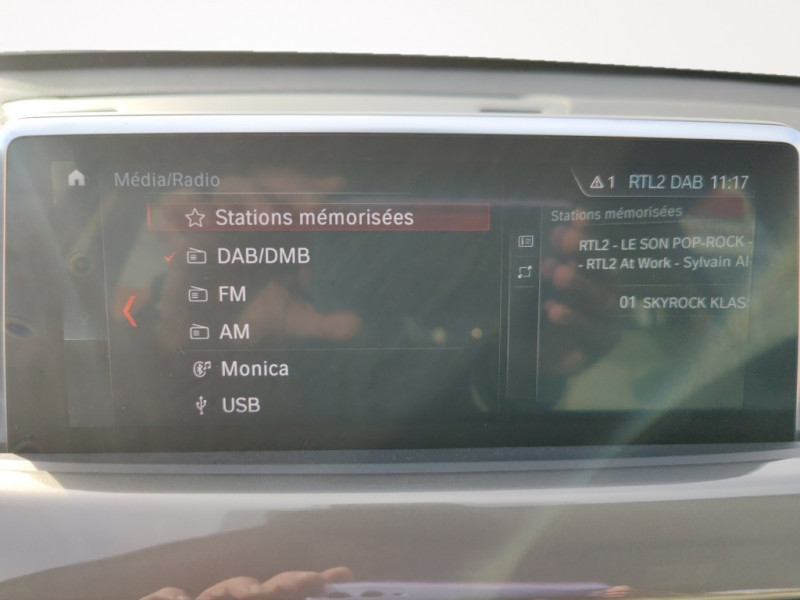 Média/Radio
1 RTL2 DAB 11:17
Stations mémorisées
DAB/DMB
FM
AM
Monica
USB
Stations mémorisées
RTL2 - LE SON POP-ROCK -
- RTL2 At Work - Sylvain Al
01 SKYROCK KLAS